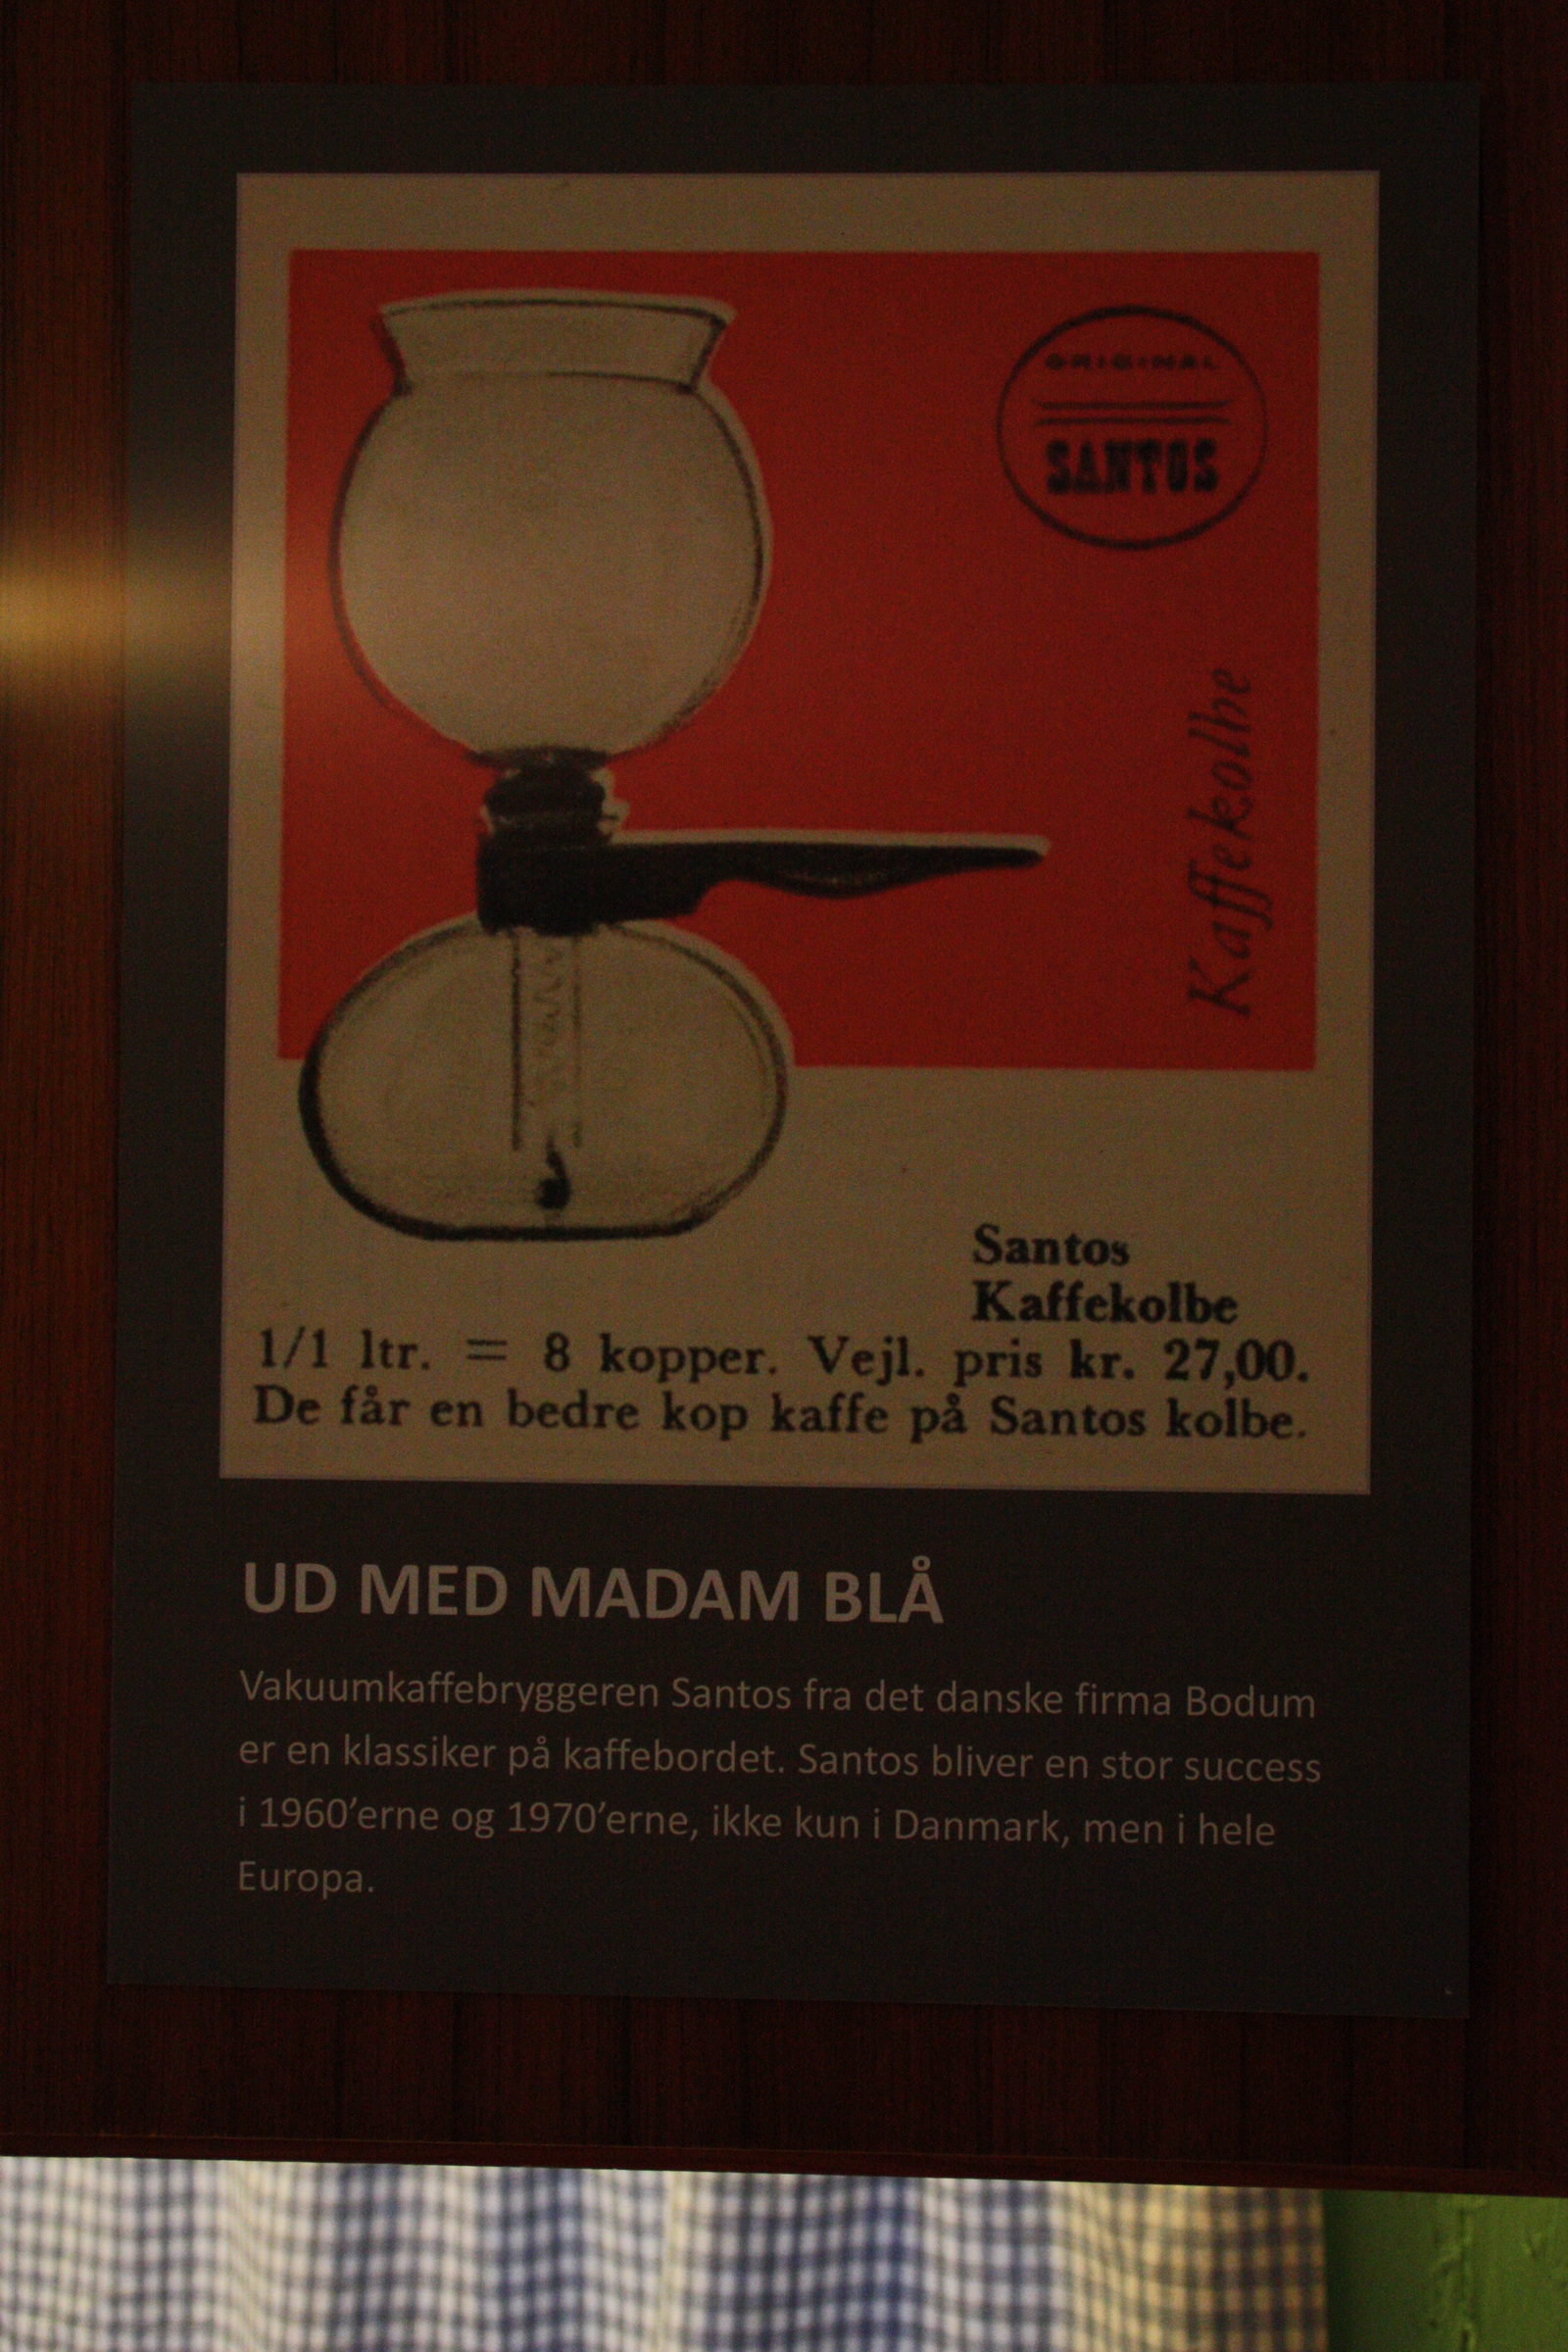 ORIGINAL
SANTOS
Kaffekolbe
Santos
Kaffekolbe
1/1 ltr. = 8 kopper. Vejl. pris kr. 27,00.
De får en bedre kop kaffe på Santos kolbe.
UD MED MADAM BLÅ
Vakuumkaffebryggeren Santos fra det danske firma Bodum
er en klassiker på kaffebordet. Santos bliver en stor success
i 1960’erne og 1970’erne, ikke kun i Danmark, men i hele
Europa.